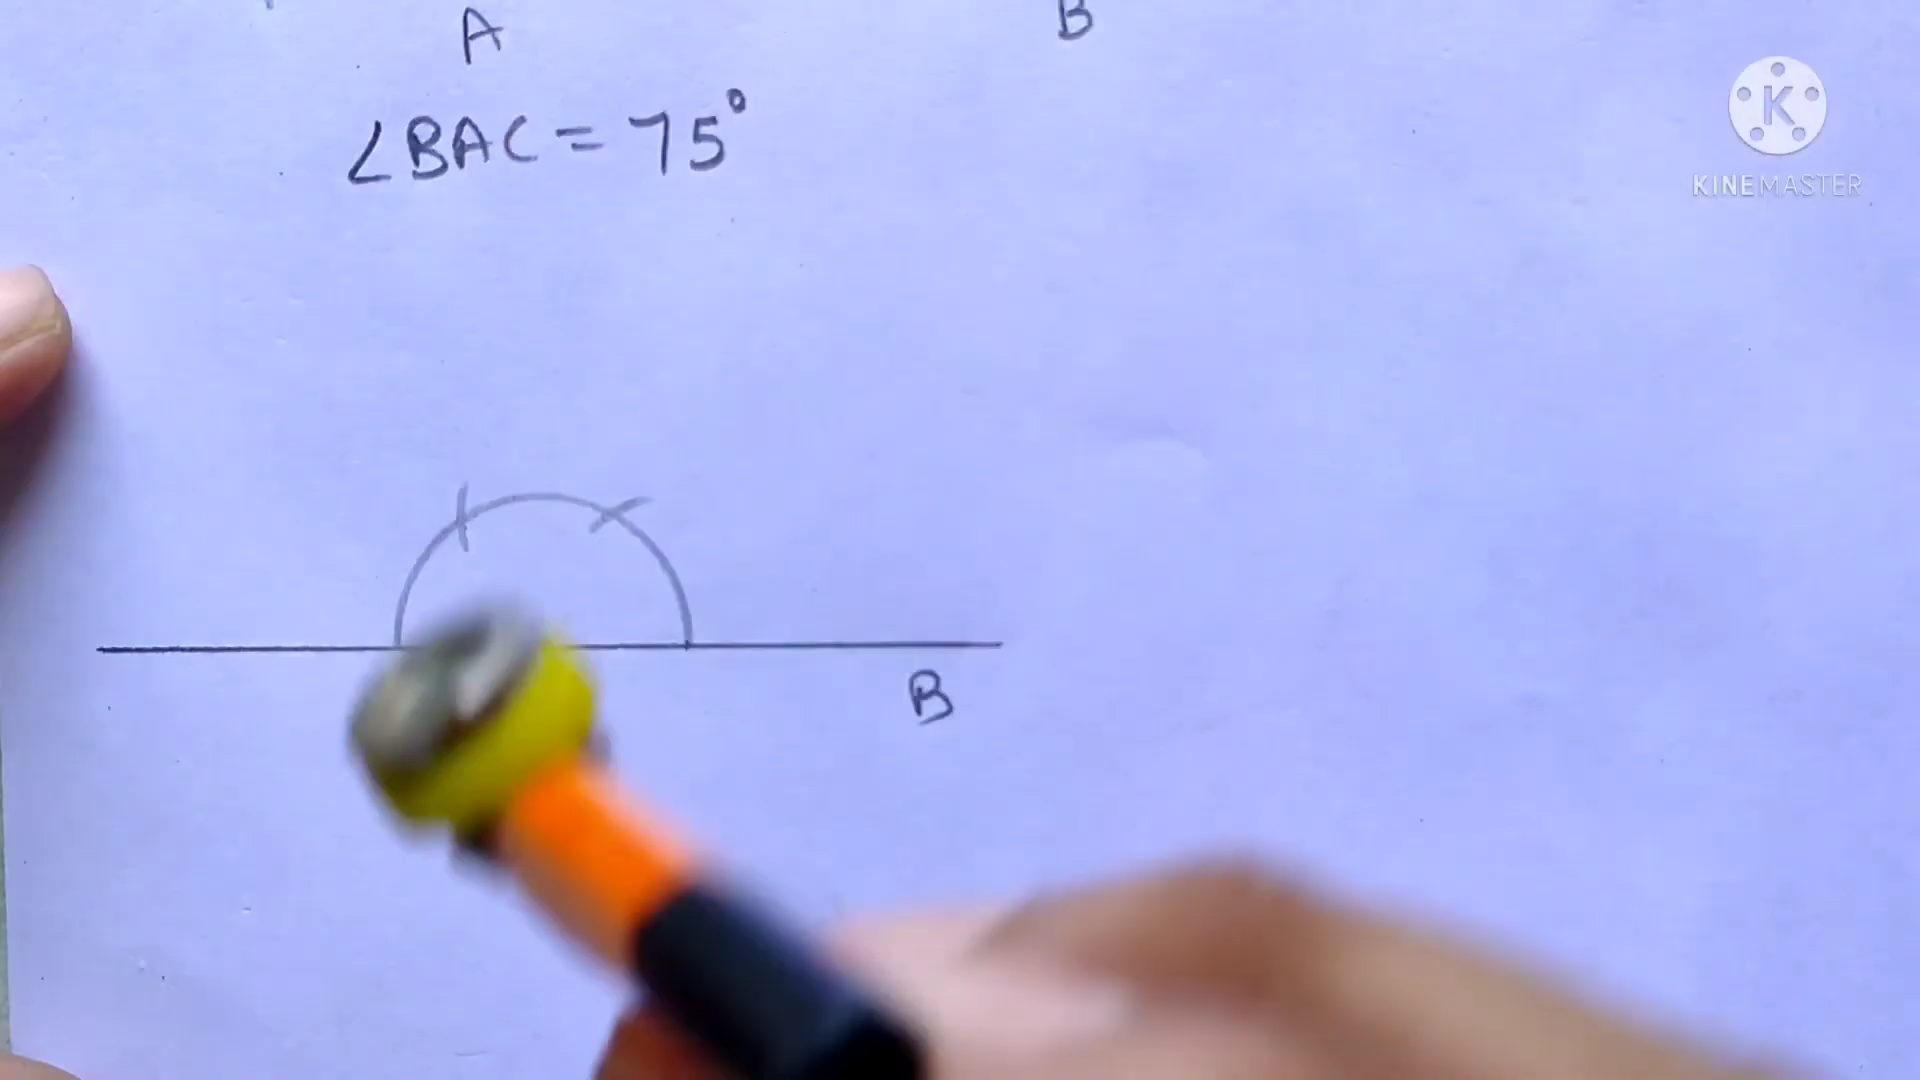 A B
∠BAC = 75°
K
KINEMASTER
B